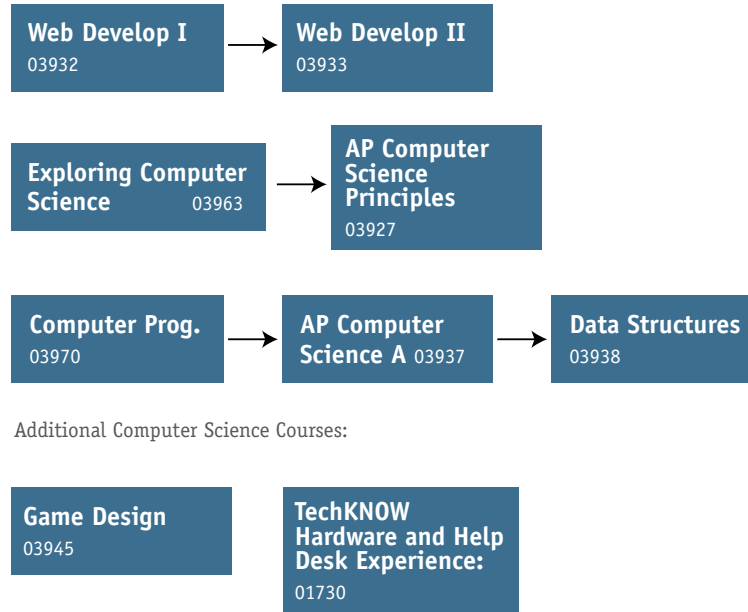 Web Develop I
03932
Web Develop II
03933
Exploring Computer
Science 03963
AP Computer
Science
Principles
03927
Computer Prog.
03970
AP Computer
Science A 03937
Data Structures
03938
Additional Computer Science Courses:
Game Design
03945
TechKNOW
Hardware and Help
Desk Experience:
01730